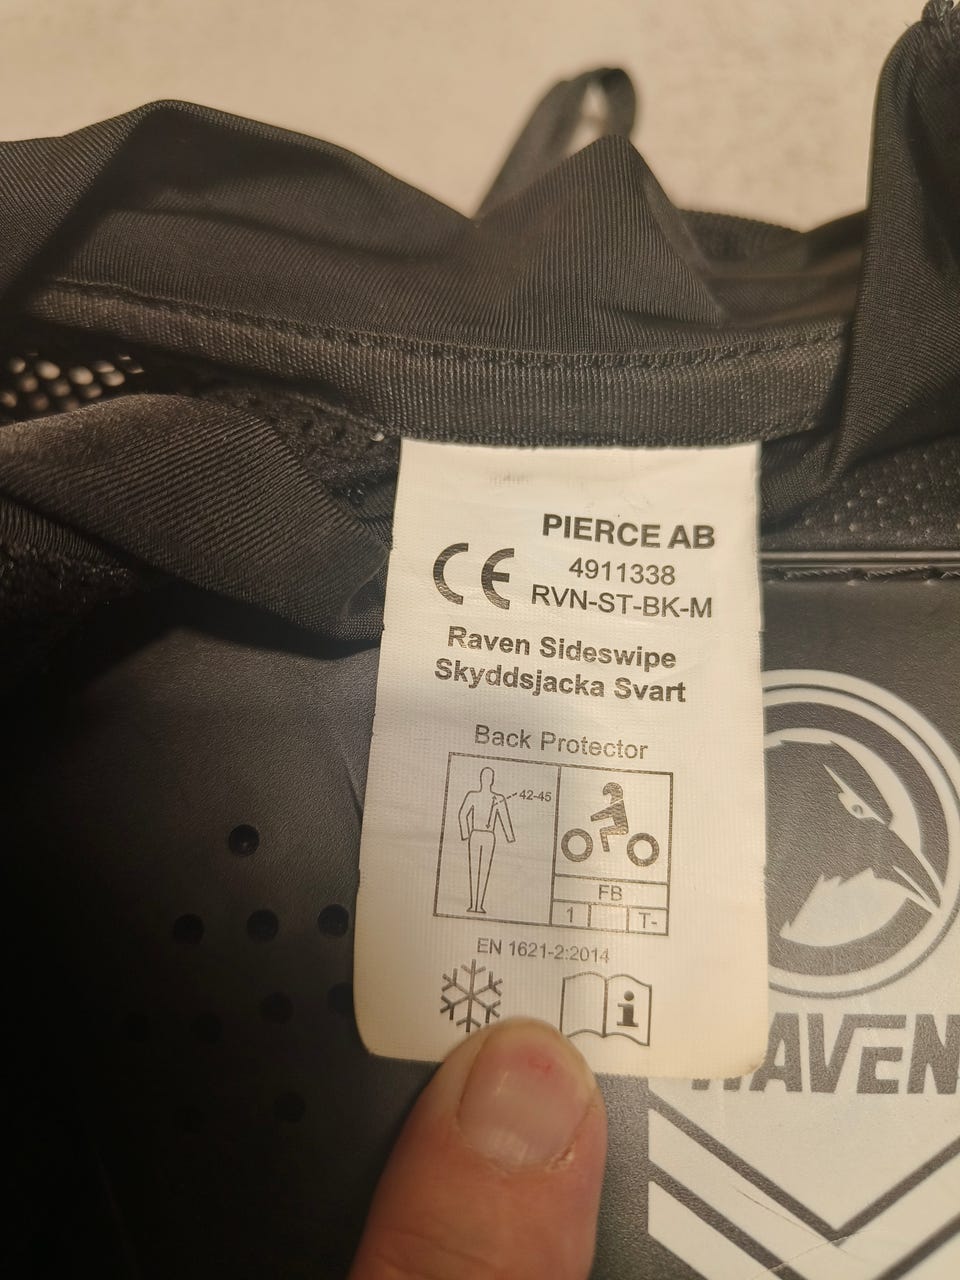 PIERCE AB
CE
4911338
RVN-ST-BK-M
Raven Sideswipe
Skyddsjacka Svart
Back Protector
42-45
FB
1 T-
EN 1621-2:2014
i
RAVEN